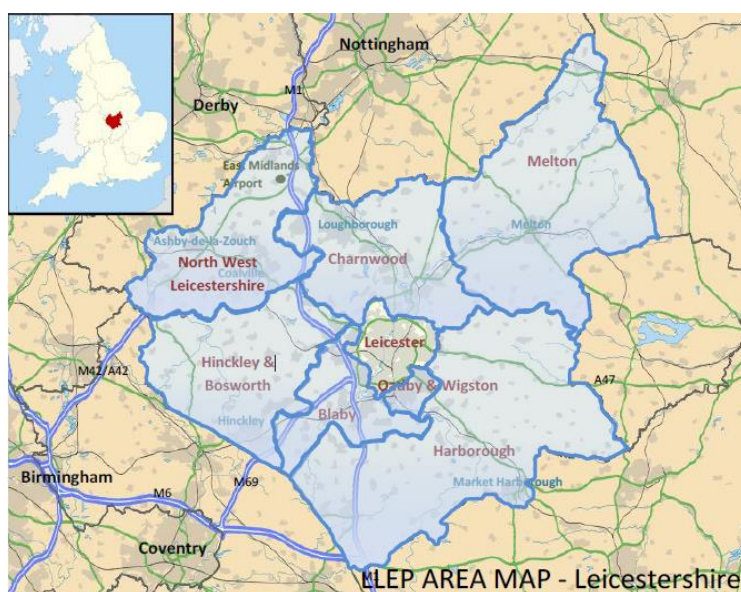 Nottingham
M1
Derby
East Midlands
Airport
Melton
Melton
Loughborough
Charnwood
Ashby-de-la-Zouch
North West
Coalville
Leicestershire
Leicester
Hinckley &
Bosworth
Hinckley
M42/A42
Oadby & Wigston
A47
Blaby
Harborough
Market Harborough
Birmingham
M69
M6
Coventry
M1
LLEP AREA MAP - Leicestershire